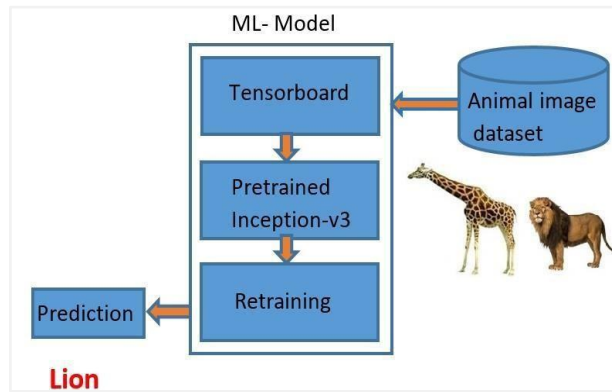 ML- Model
Tensorboard
Animal image
dataset
Pretrained
Inception-v3
Retraining
Prediction
Lion